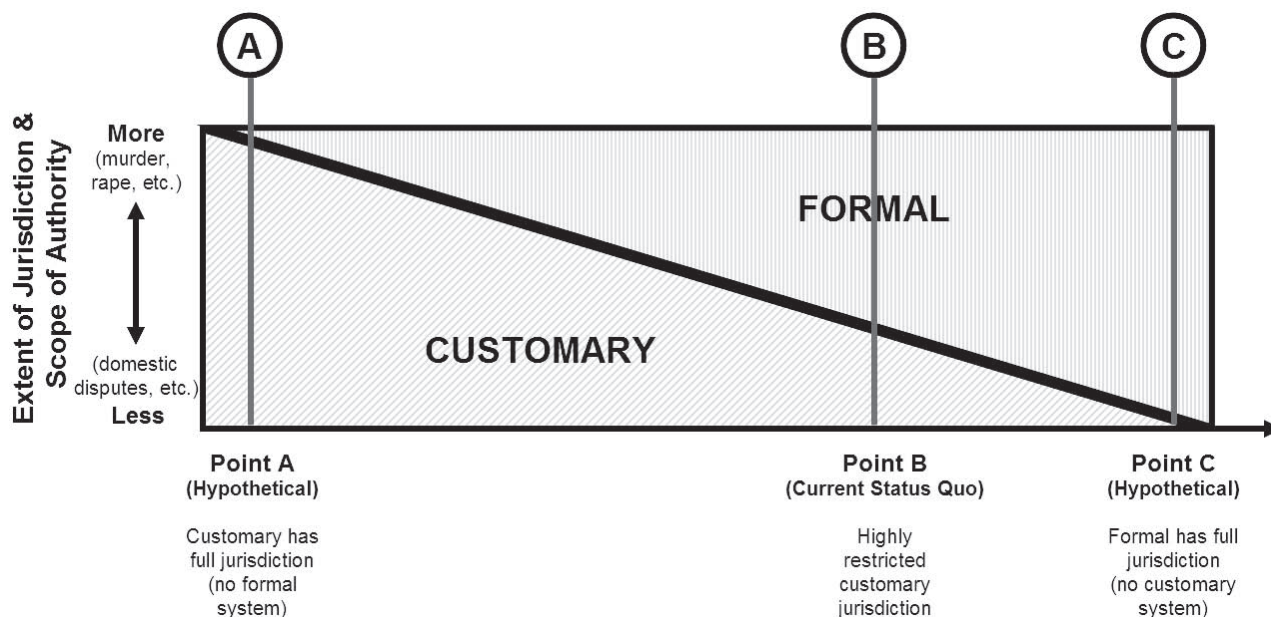 A
B
C
Extent of Jurisdiction &
Scope of Authority
More
(murder,
rape, etc.)
(domestic
disputes, etc.)
Less
FORMAL
CUSTOMARY
Point A
(Hypothetical)
Customary has
full jurisdiction
(no formal
system)
Point B
(Current Status Quo)
Highly
restricted
customary
jurisdiction
Point C
(Hypothetical)
Formal has full
jurisdiction
(no customary
system)